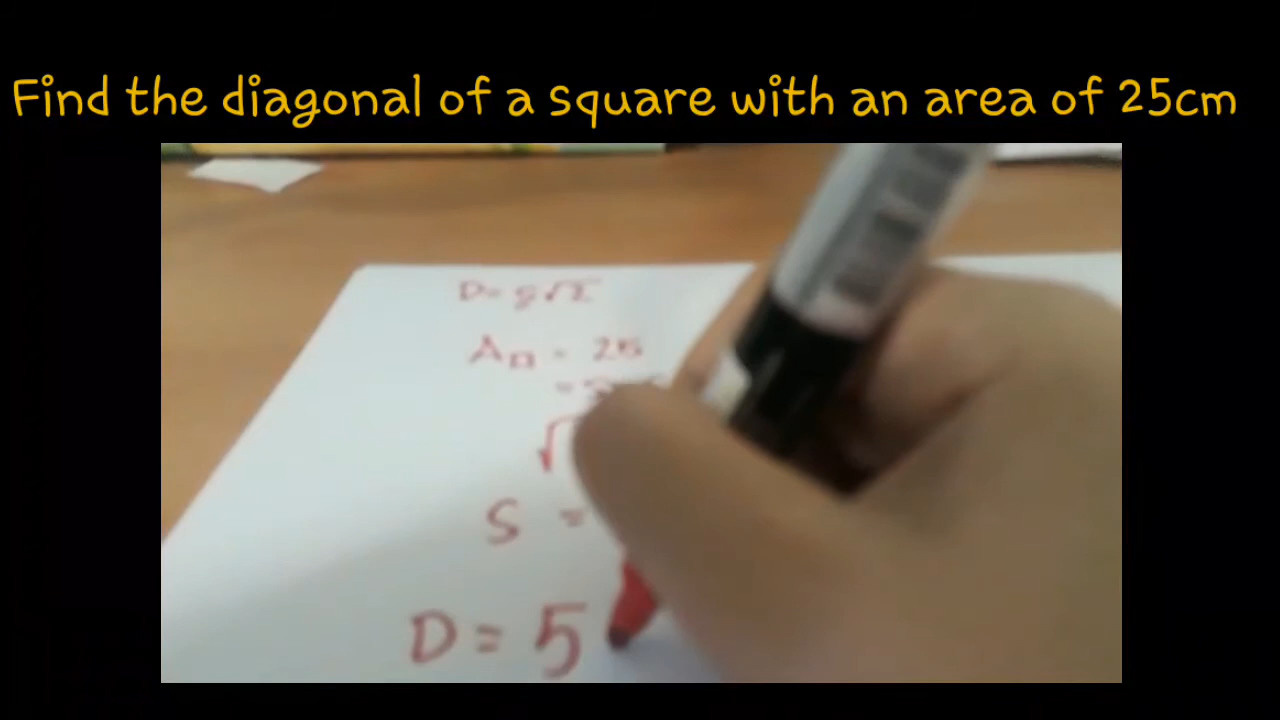 Find the diagonal of a square with an area of 25cm
D=S√2
A□ = 25
= S
√
S =
D = 5